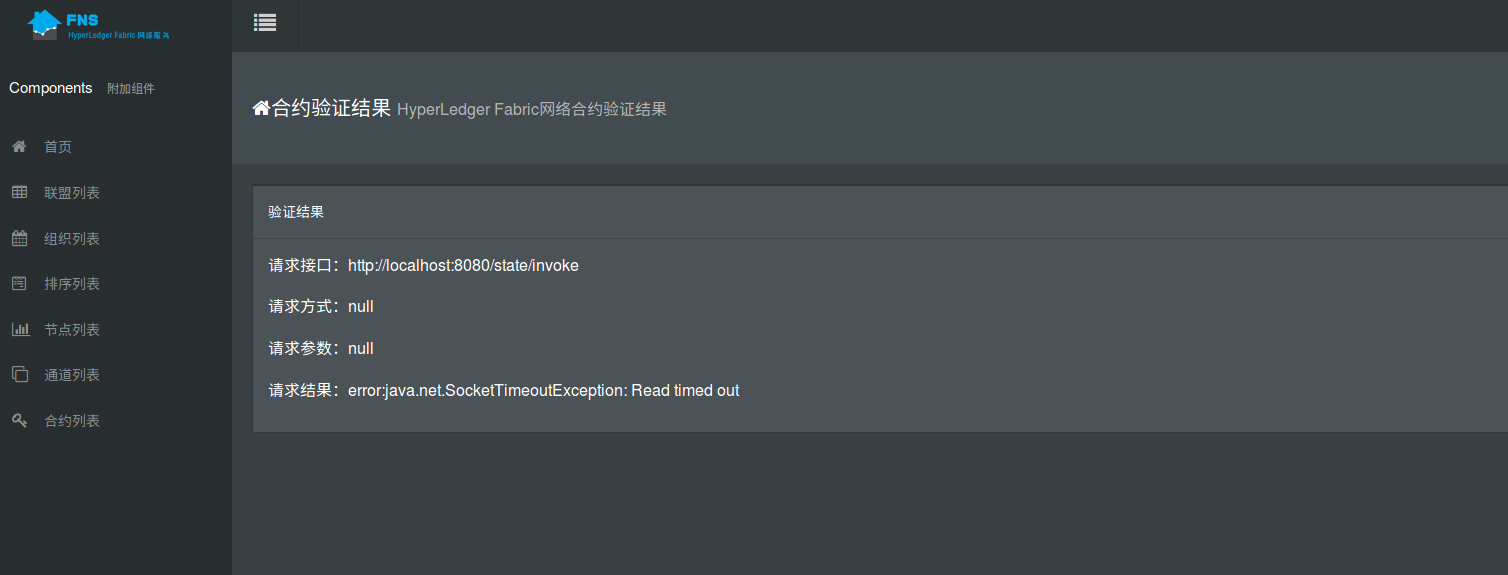 FNS
HyperLedger Fabric 网络服务
Components 附加组件
首页
联盟列表
组织列表
排序列表
节点列表
通道列表
合约列表
合约验证结果 HyperLedger Fabric网络合约验证结果
验证结果
请求接口：http://localhost:8080/state/invoke
请求方式：null
请求参数：null
请求结果：error:java.net.SocketTimeoutException: Read timed out